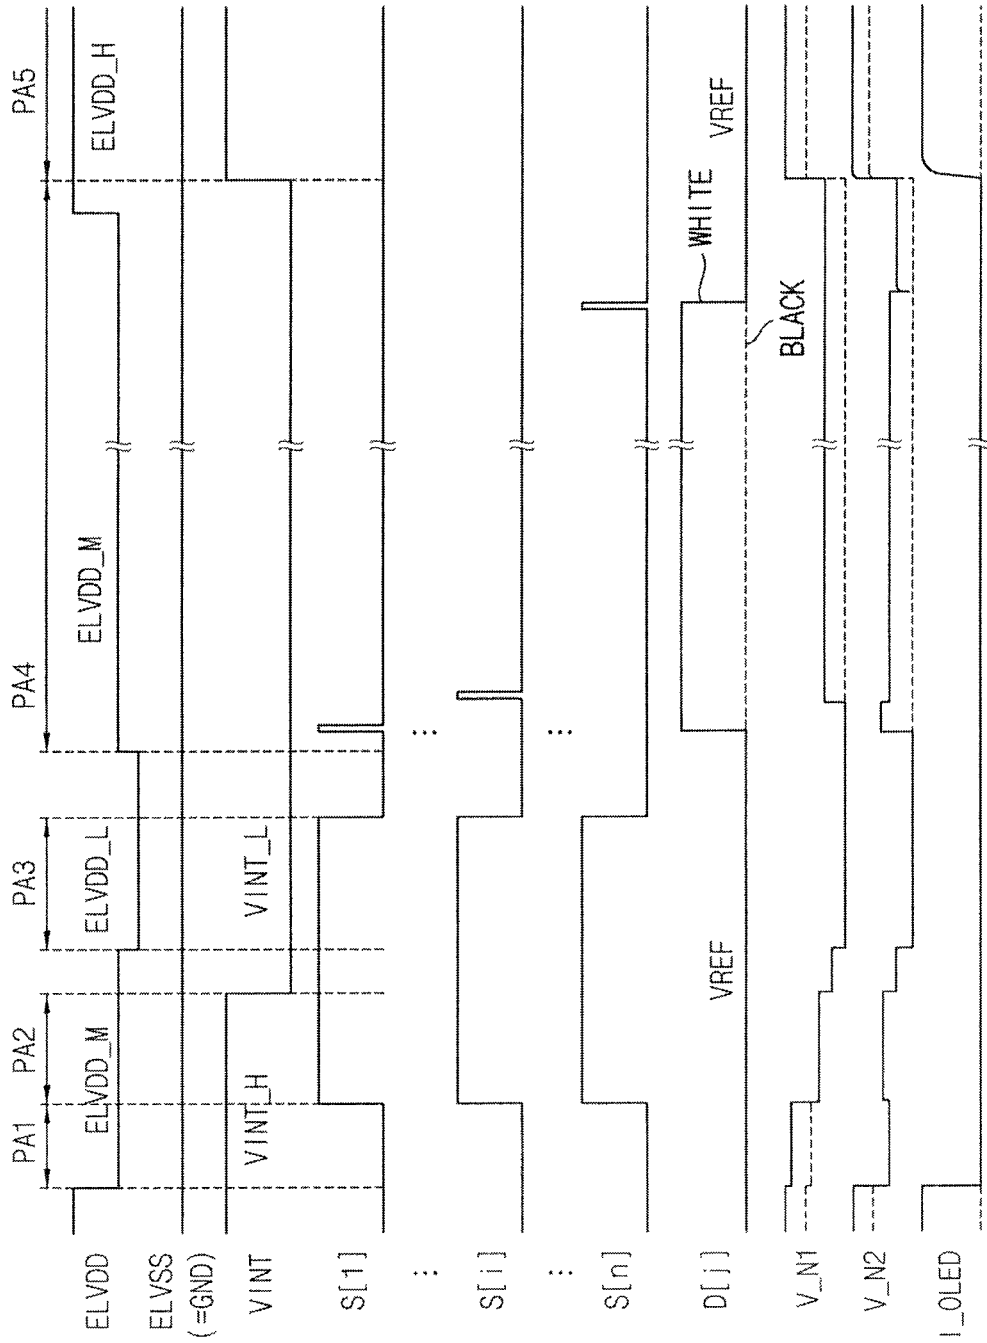 PA1
PA2
PA3
PA4
PA5
ELVDD
ELVDD_M
ELVDD_L
ELVDD_M
ELVDD_H
ELVSS
(=GND)
VINT
VINT_H
VINT_L
S[1]
⋮
...
S[i]
⋮
...
S[n]
D[j]
VREF
WHITE
BLACK
VREF
V_N1
V_N2
I_OLED